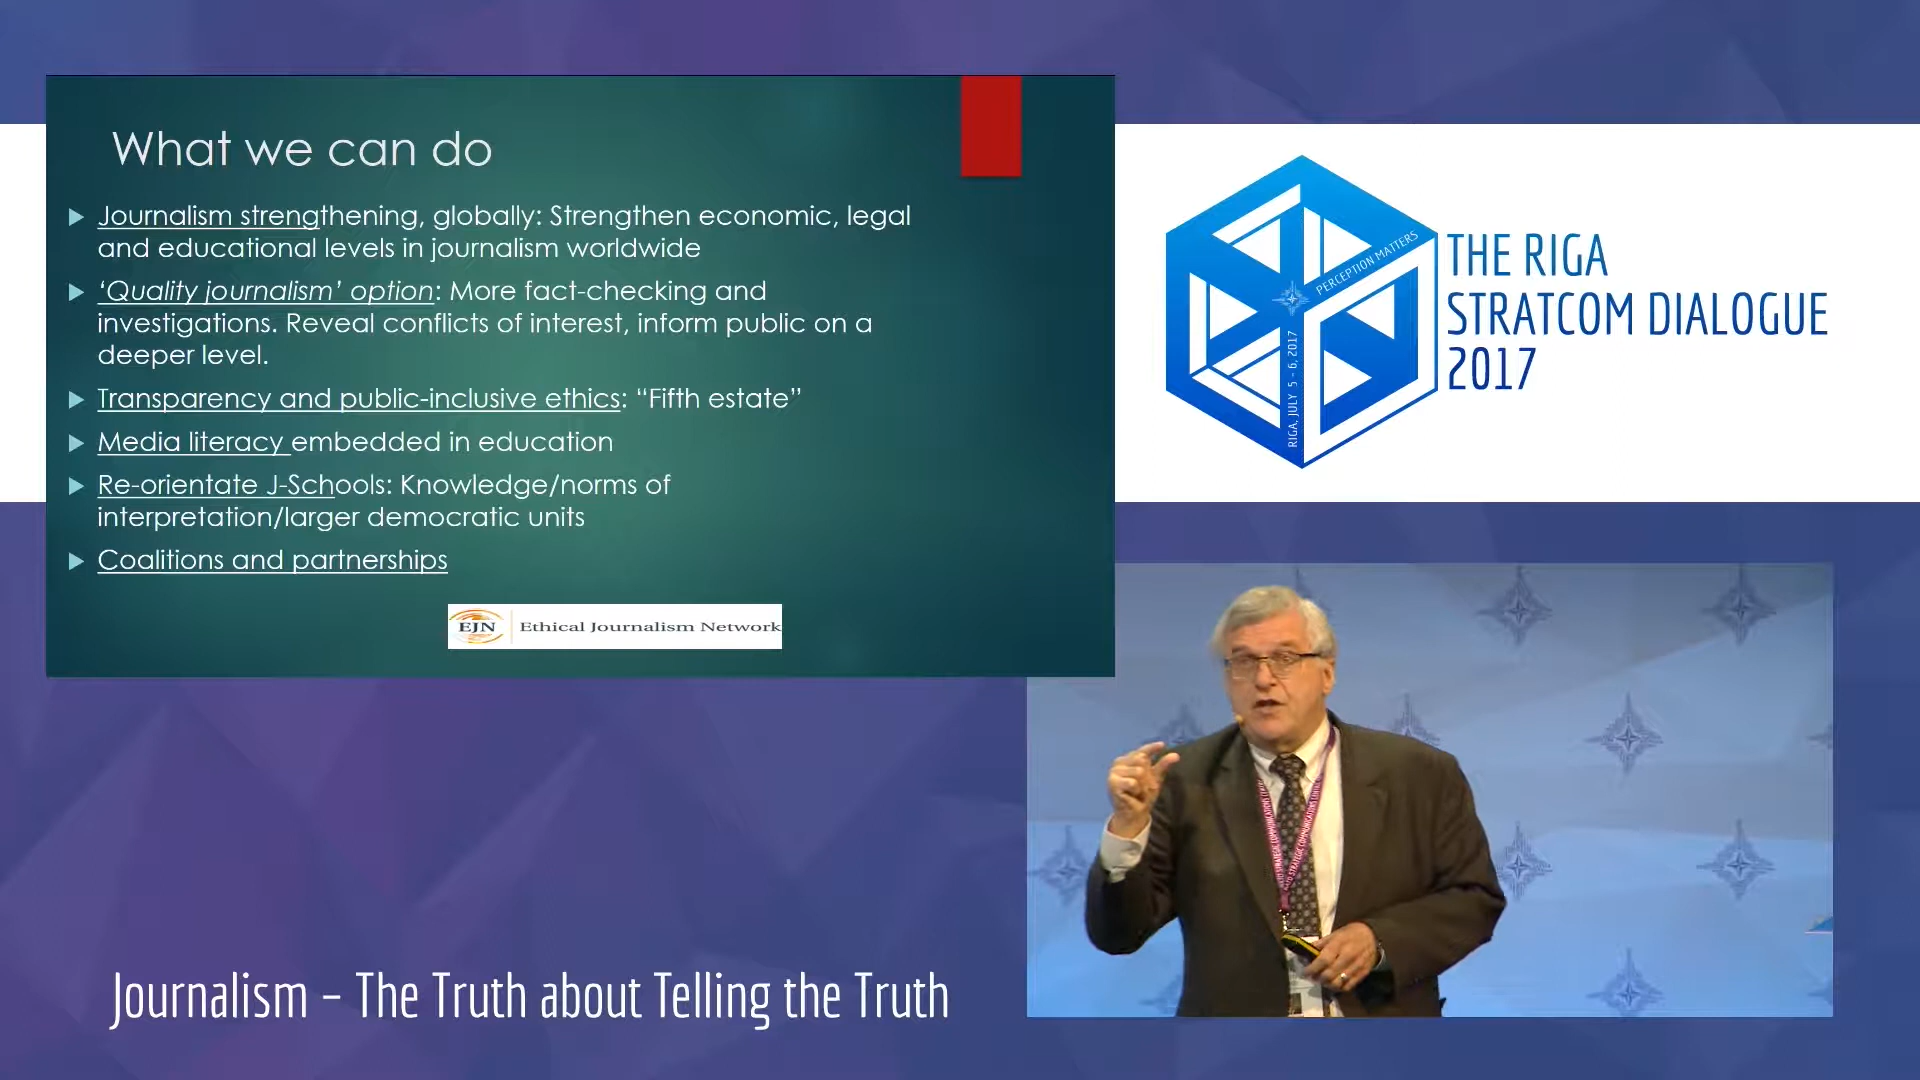 What we can do
Journalism strengthening, globally: Strengthen economic, legal
and educational levels in journalism worldwide
‘Quality journalism’ option: More fact-checking and
investigations. Reveal conflicts of interest, inform public on a
deeper level.
Transparency and public-inclusive ethics: “Fifth estate”
Media literacy embedded in education
Re-orientate J-Schools: Knowledge/norms of
interpretation/larger democratic units
Coalitions and partnerships
EJN
Ethical Journalism Network
PERCEPTION MATTERS
RIGA, JULY 5 - 6, 2017
THE RIGA
STRATCOM DIALOGUE
2017
Journalism – The Truth about Telling the Truth